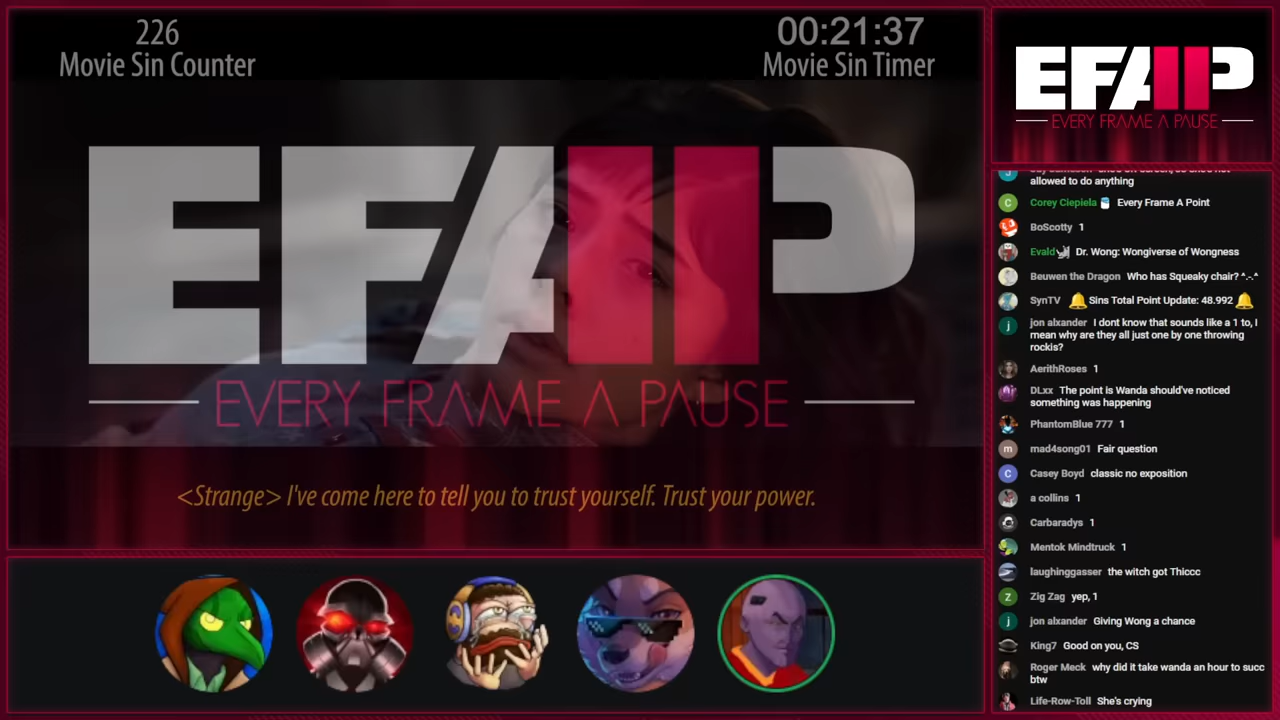 226
Movie Sin Counter
00:21:37
Movie Sin Timer
EFAP
EVERY FRAME A PAUSE
<Strange> I've come here to tell you to trust yourself. Trust your power.
EFAP
EVERY FRAME A PAUSE
allowed to do anything
Corey Ciepiela Every Frame A Point
BoScotty 1
Evald Dr. Wong: Wongiverse of Wongness
Beuwen the Dragon Who has Squeaky chair? ^.-.^
SynTV 🔔Sins Total Point Update: 48.992🔔
jon alxander I dont know that sounds like a 1 to, I
mean why are they all just one by one throwing
rockis?
AerithRoses 1
DLxx The point is Wanda should've noticed
something was happening
PhantomBlue 777 1
mad4song01 Fair question
Casey Boyd classic no exposition
a collins 1
Carbaradys 1
Mentok Mindtruck 1
laughinggasser the witch got Thiccc
Zig Zag yep, 1
jon alxander Giving Wong a chance
King7 Good on you, CS
Roger Meck why did it take wanda an hour to succ
btw
Life-Row-Toll She's crying